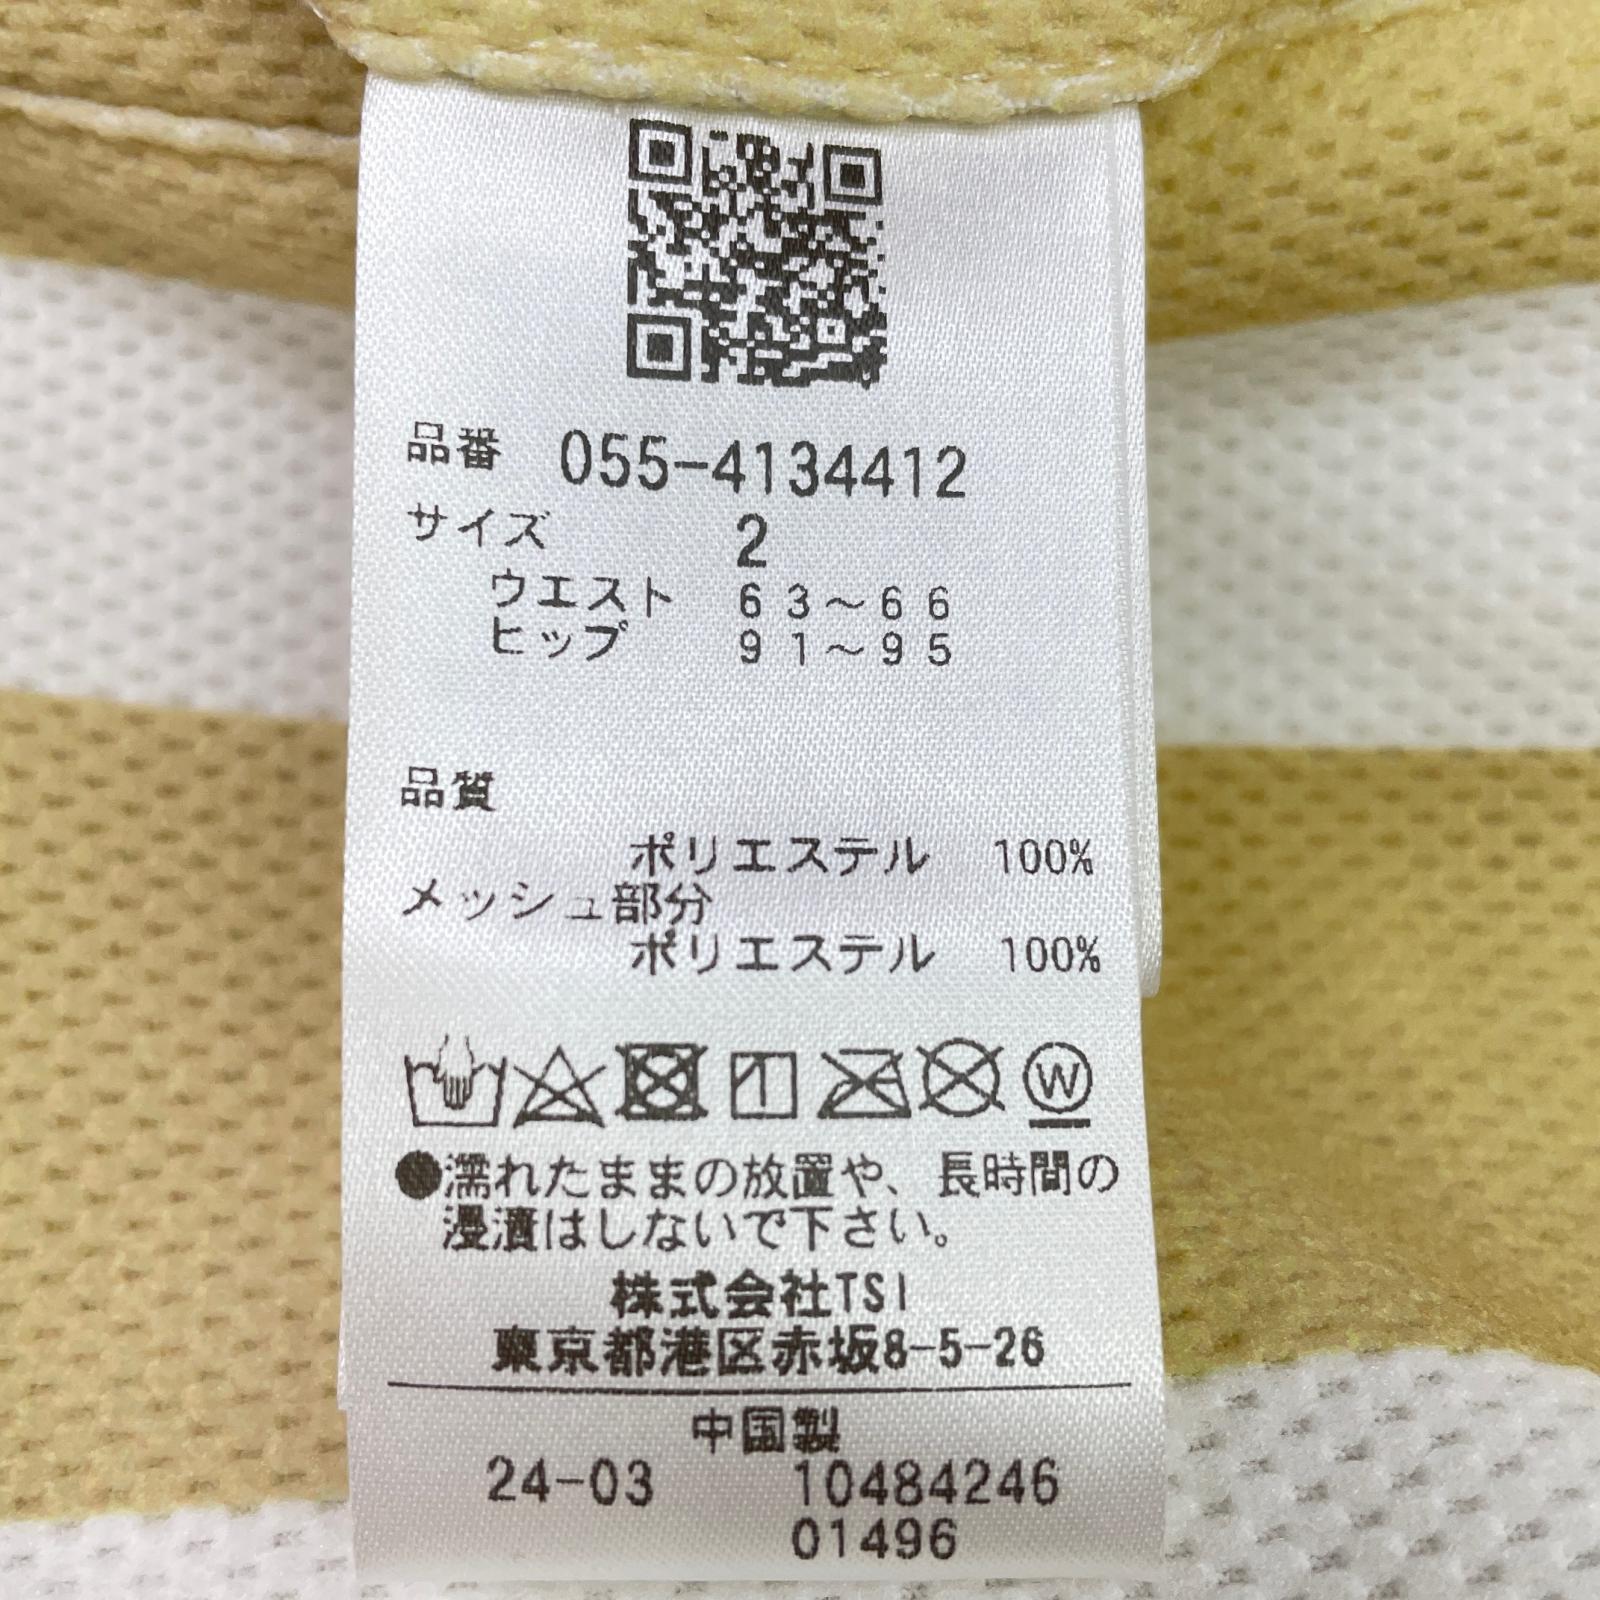 品番 055-4134412
サイズ 2
ウエスト 63～66
ヒップ 91～95
品質
ポリエステル 100%
メッシュ部分
ポリエステル 100%
W
●濡れたままの放置や、長時間の
浸漬はしないで下さい。
株式会社TSI
東京都港区赤坂8-5-26
中国製
24-03 10484246
01496